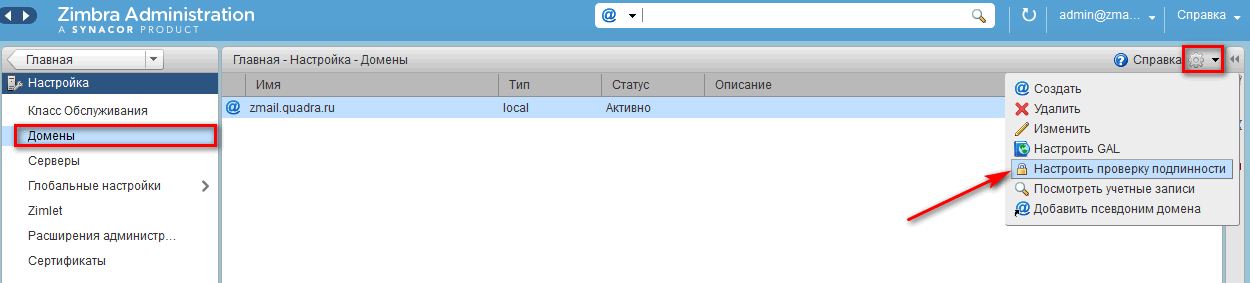 Zimbra Administration
A SYNACOR PRODUCT
@
admin@zma...
Справка
Главная
Главная - Настройка - Домены
Справка
Настройка
Имя
Тип
Статус
Описание
@ zmail.quadra.ru
local
Активно
Класс Обслуживания
Домены
Серверы
Глобальные настройки
Zimlet
Расширения администр...
Сертификаты
@ Создать
Удалить
Изменить
Настроить GAL
Настроить проверку подлинности
Посмотреть учетные записи
@ Добавить псевдоним домена